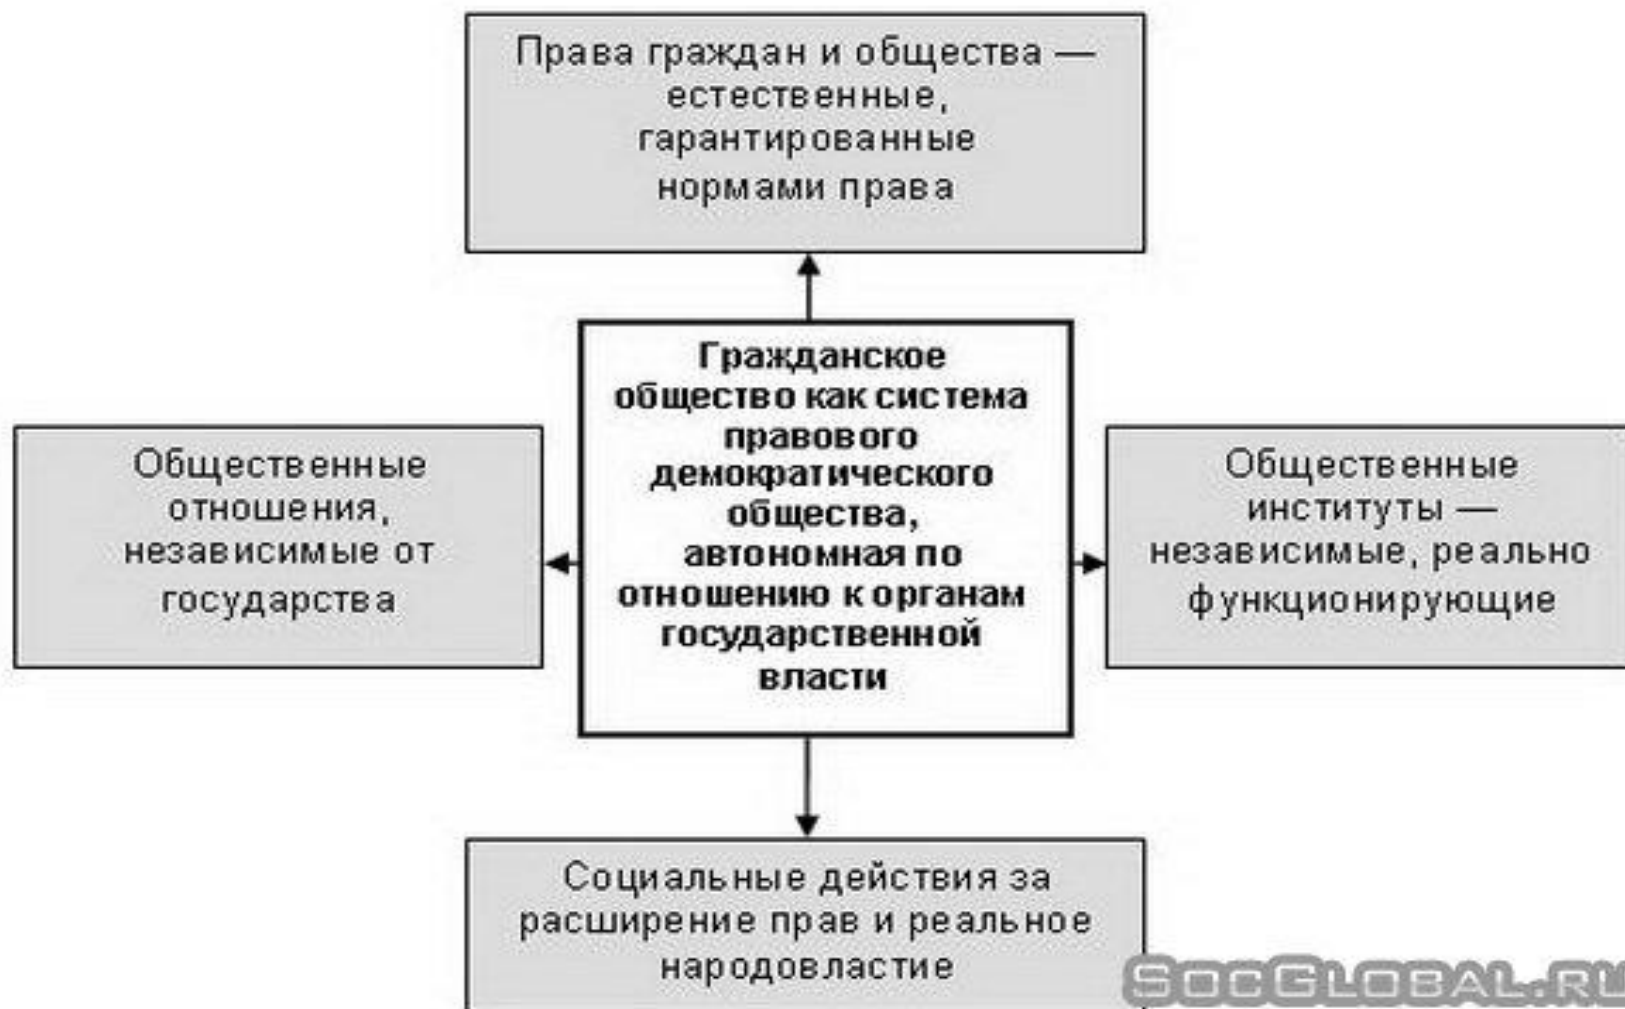 Права граждан и общества —
естественные,
гарантированные
нормами права
Гражданское
общество как система
правового
демократического
общества,
автономная по
отношению к органам
государственной
власти
Общественные
отношения,
независимые от
государства
Общественные
институты —
независимые, реально
функционирующие
Социальные действия за
расширение прав и реальное
народовластие
SOCGLOBAL.RU